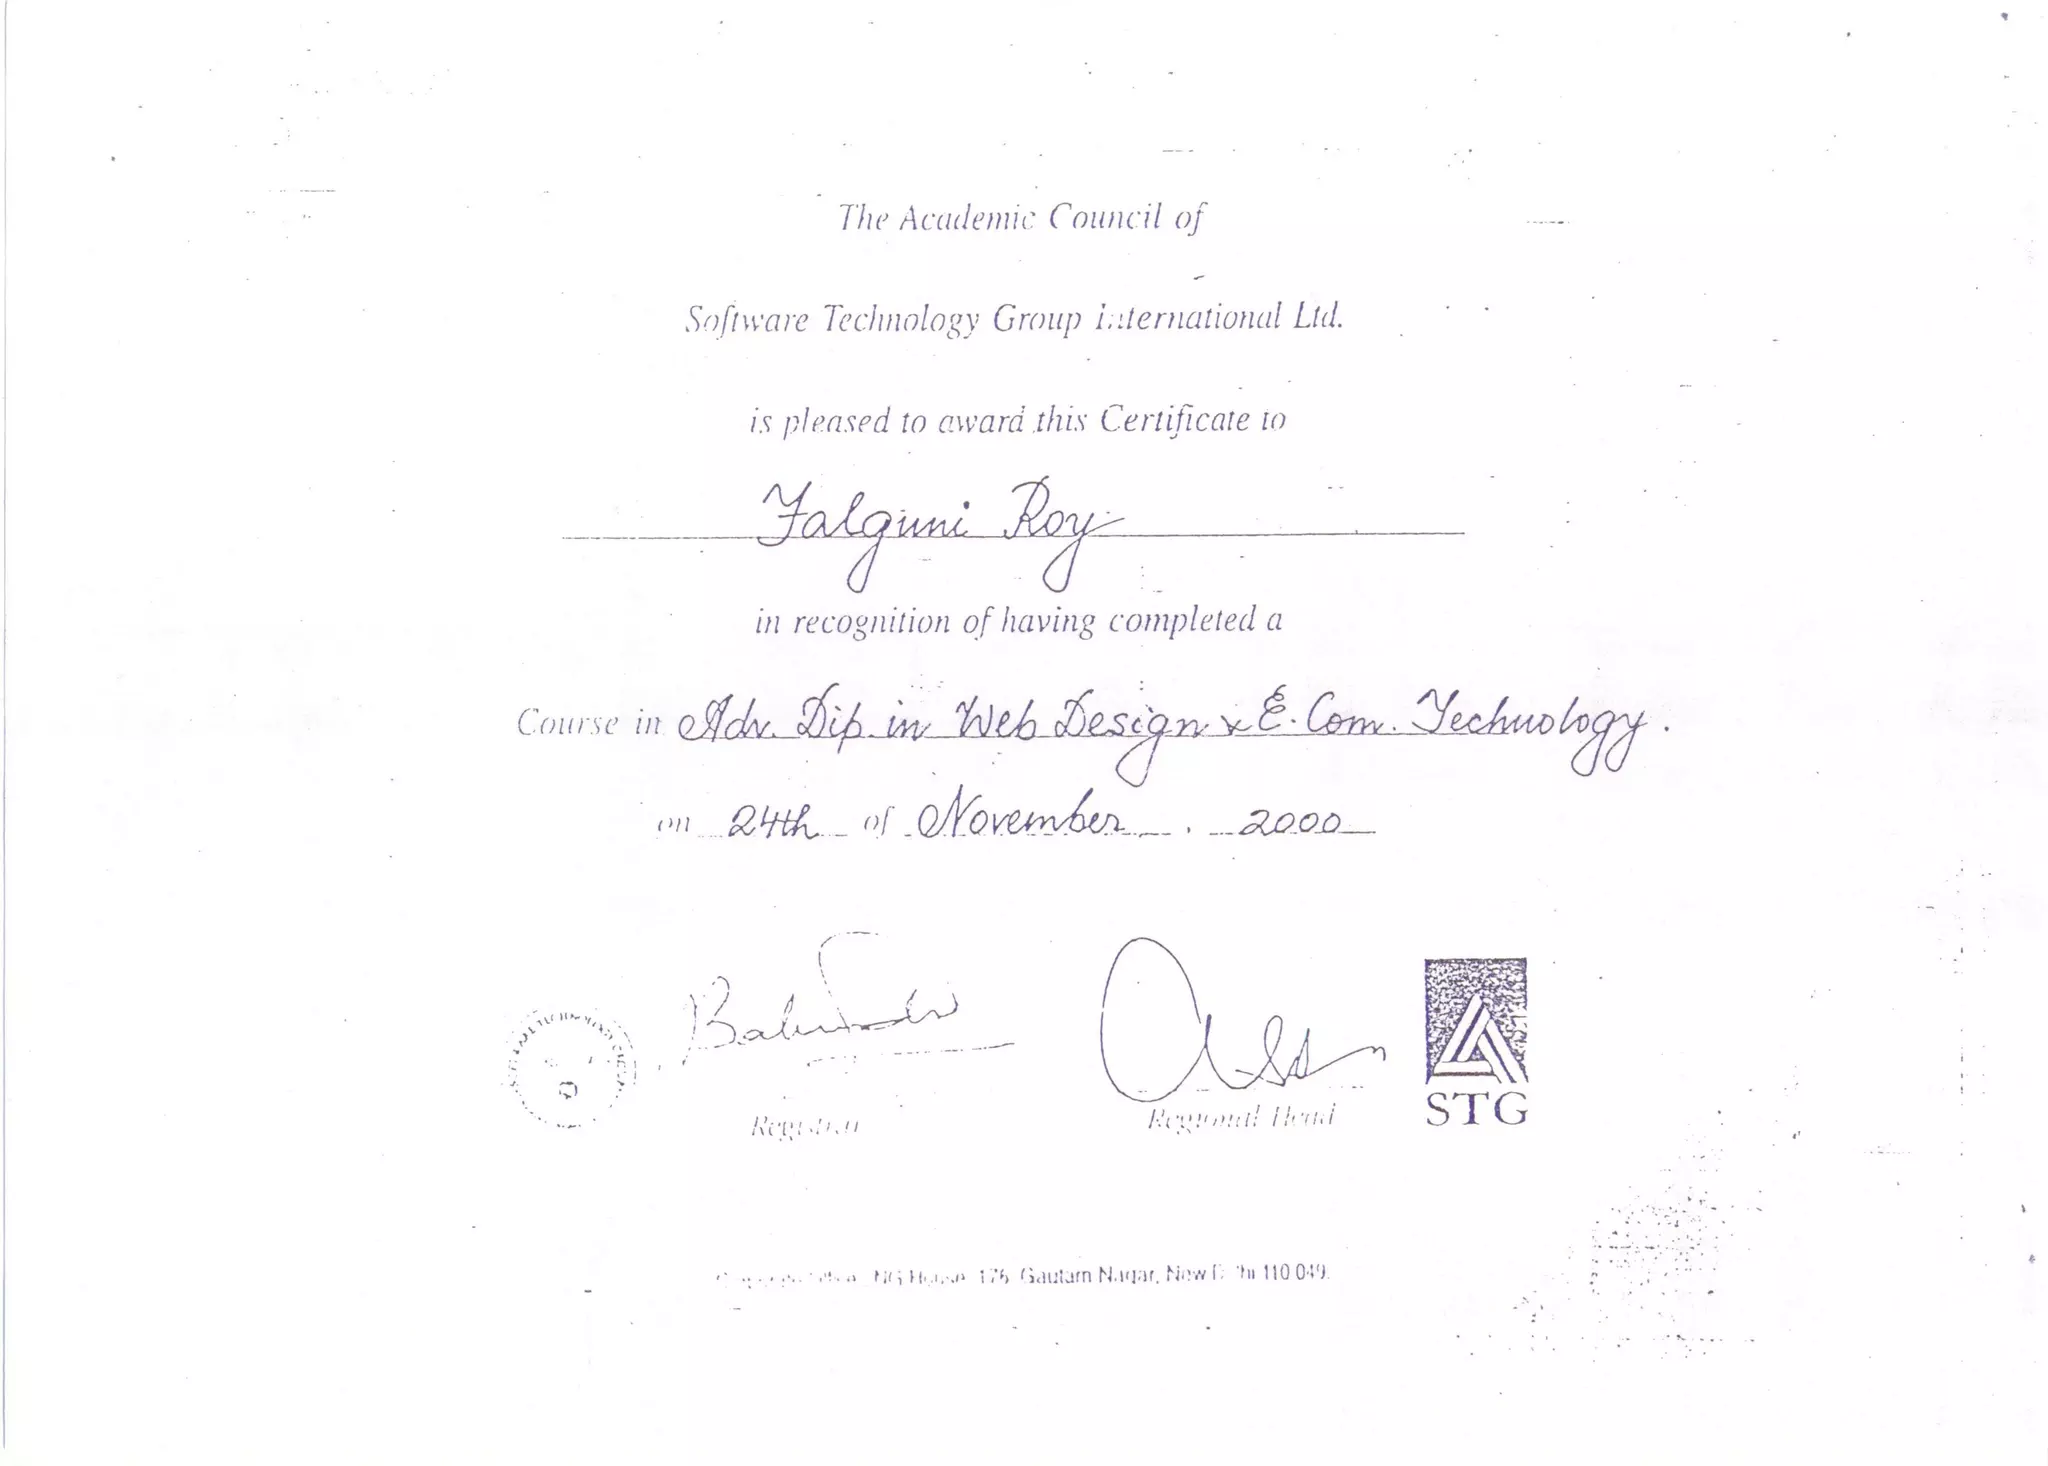 The Academic Council of
Software Technology Group International Ltd.
is pleased to award this Certificate to
Falguni Roy
in recognition of having completed a
Course in Adv. Dip. in Web Design & E. Com. Technology.
on 24th of November, 2000
Registrar
Regional Head
STG
House, 176, Gautam Nagar, New Delhi 110 049.